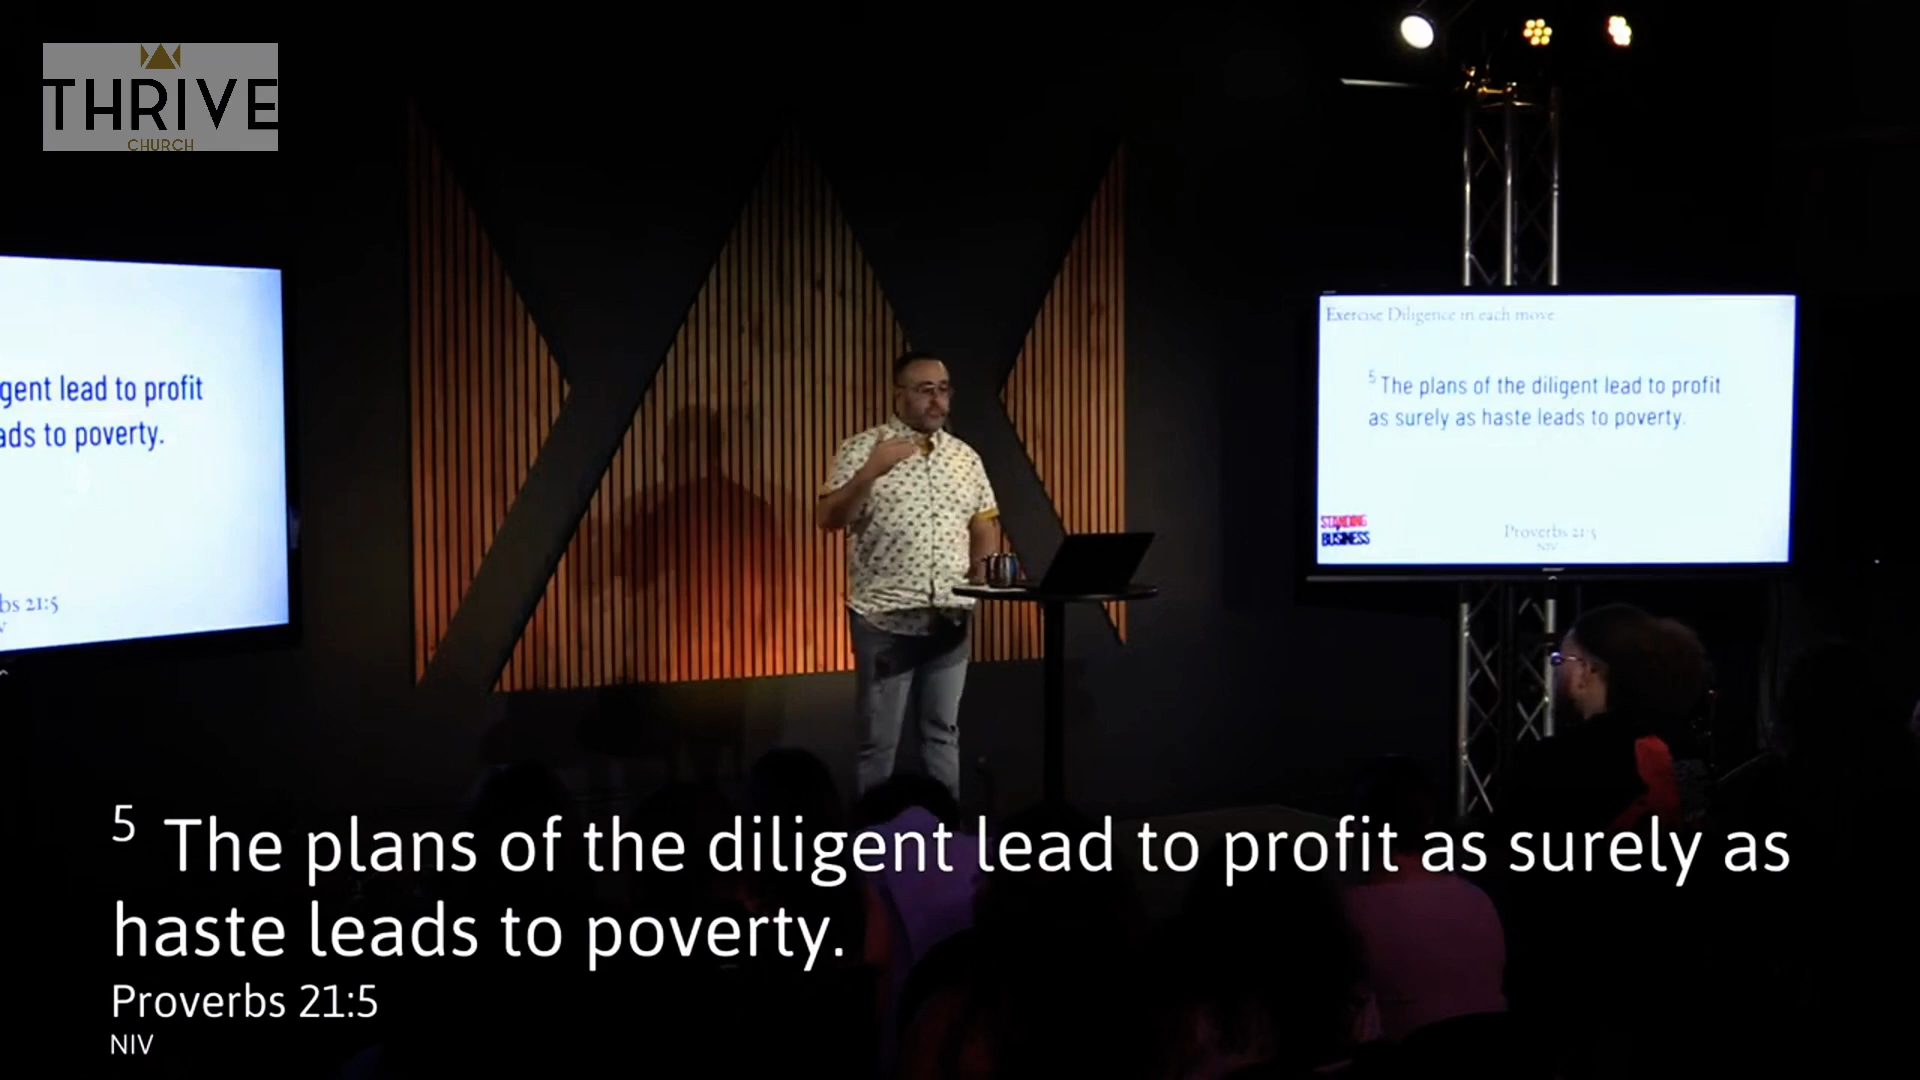 THRIVE
CHURCH
gent lead to profit
ads to poverty.
bs 21:5
Exercise Diligence in each move
5 The plans of the diligent lead to profit
as surely as haste leads to poverty.
STANDING
BUSINESS
Proverbs 21:5
NIV
5 The plans of the diligent lead to profit as surely as
haste leads to poverty.
Proverbs 21:5
NIV